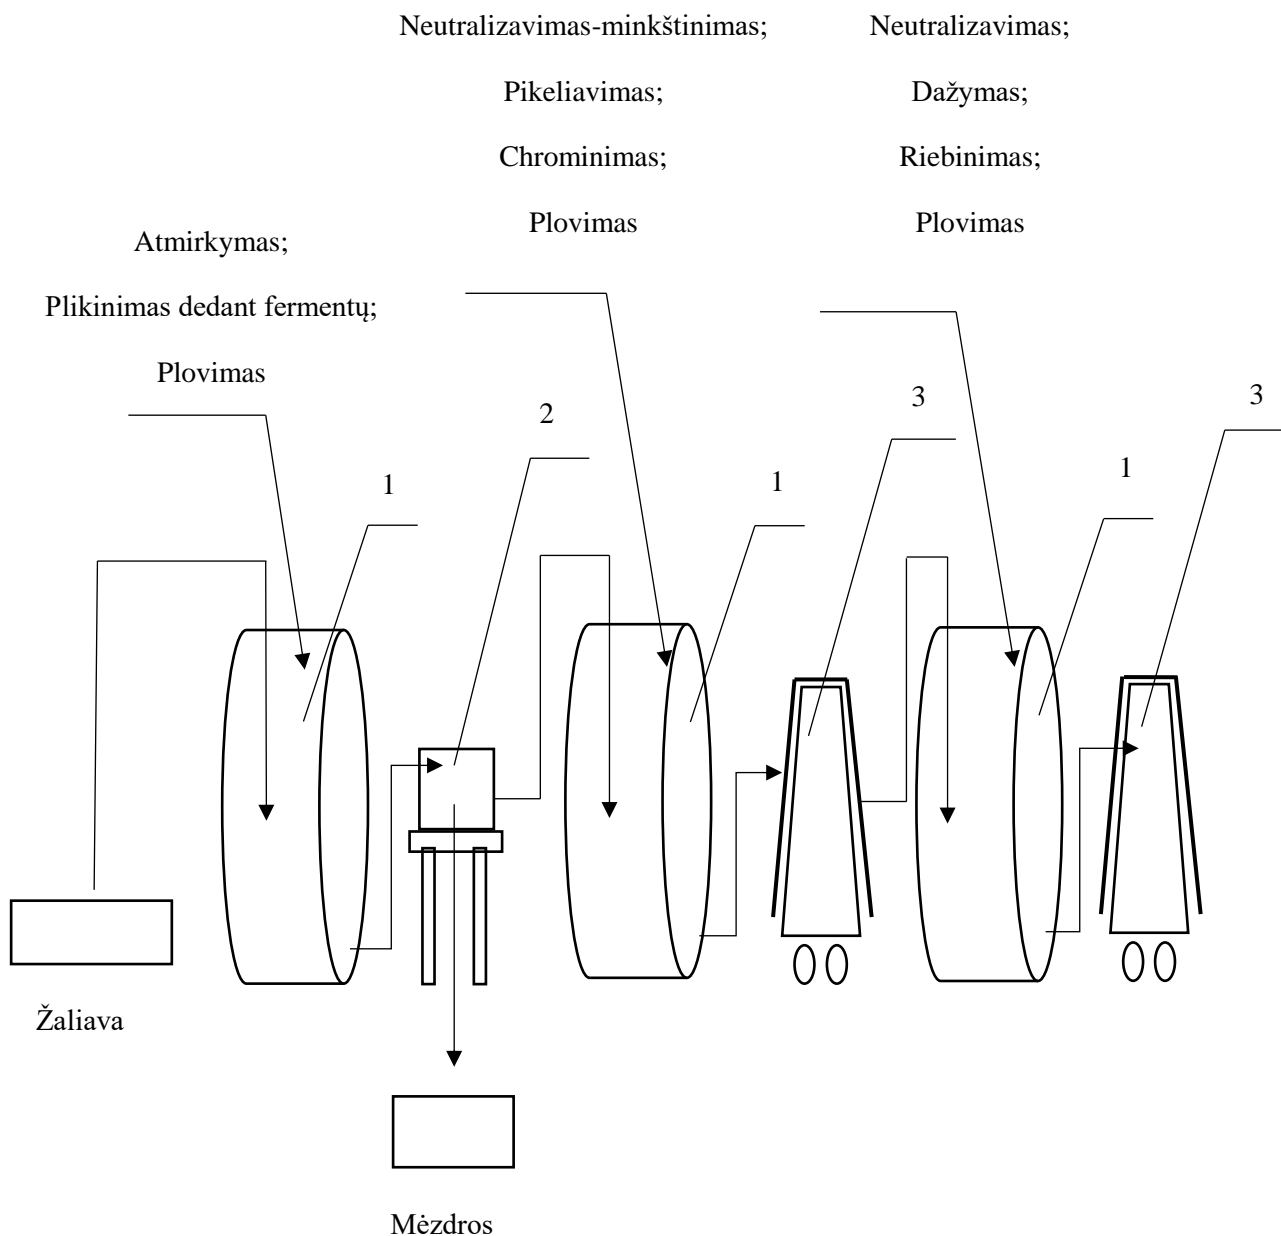 Neutralizavimas-minkštinimas;
Pikeliavimas;
Chrominimas;
Plovimas
Neutralizavimas;
Dažymas;
Riebinimas;
Plovimas
Atmirkymas;
Plikinimas dedant fermentų;
Plovimas
1
2
1
3
1
3
Žaliava
Mėzdros